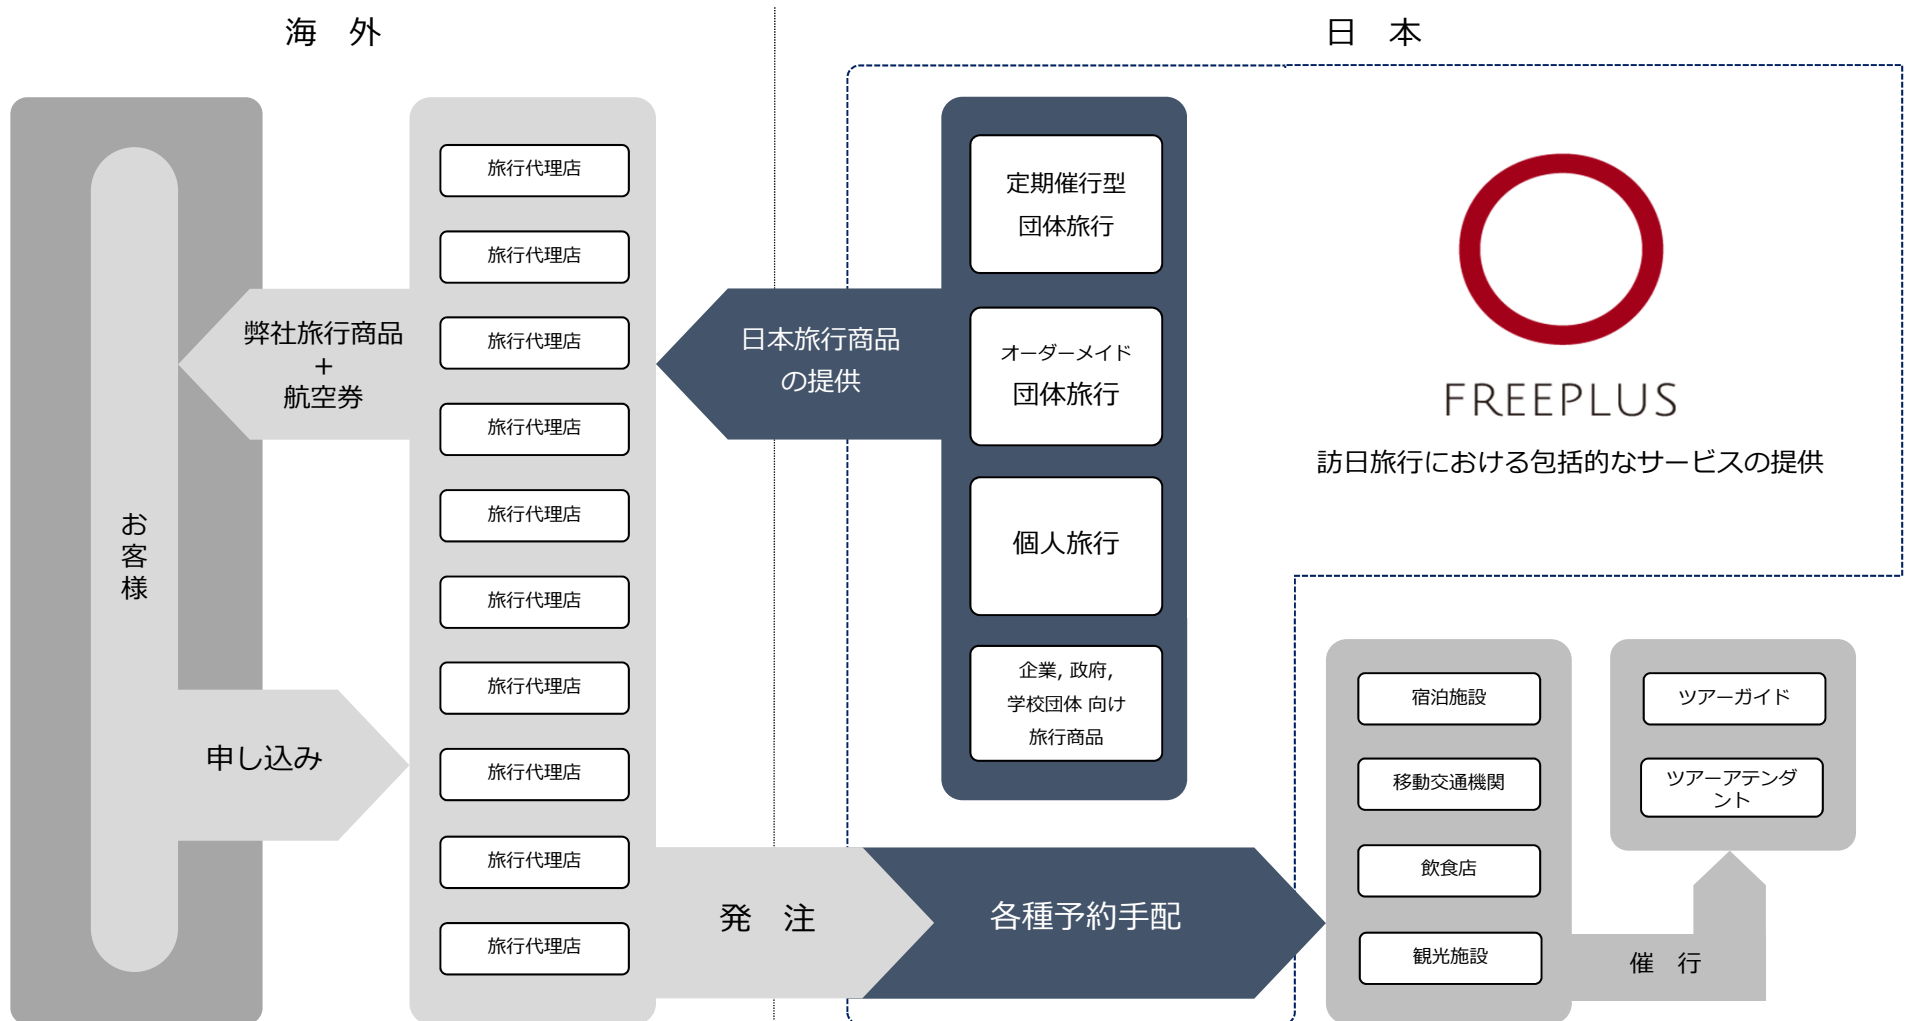 海 外
日 本
お客様
弊社旅行商品
+
航空券
申し込み
旅行代理店
旅行代理店
旅行代理店
旅行代理店
旅行代理店
旅行代理店
旅行代理店
旅行代理店
旅行代理店
旅行代理店
日本旅行商品
の提供
定期催行型
団体旅行
オーダーメイド
団体旅行
個人旅行
企業, 政府,
学校団体 向け
旅行商品
FREEPLUS
訪日旅行における包括的なサービスの提供
発 注
各種予約手配
宿泊施設
移動交通機関
飲食店
観光施設
催 行
ツアーガイド
ツアーアテンダ
ント